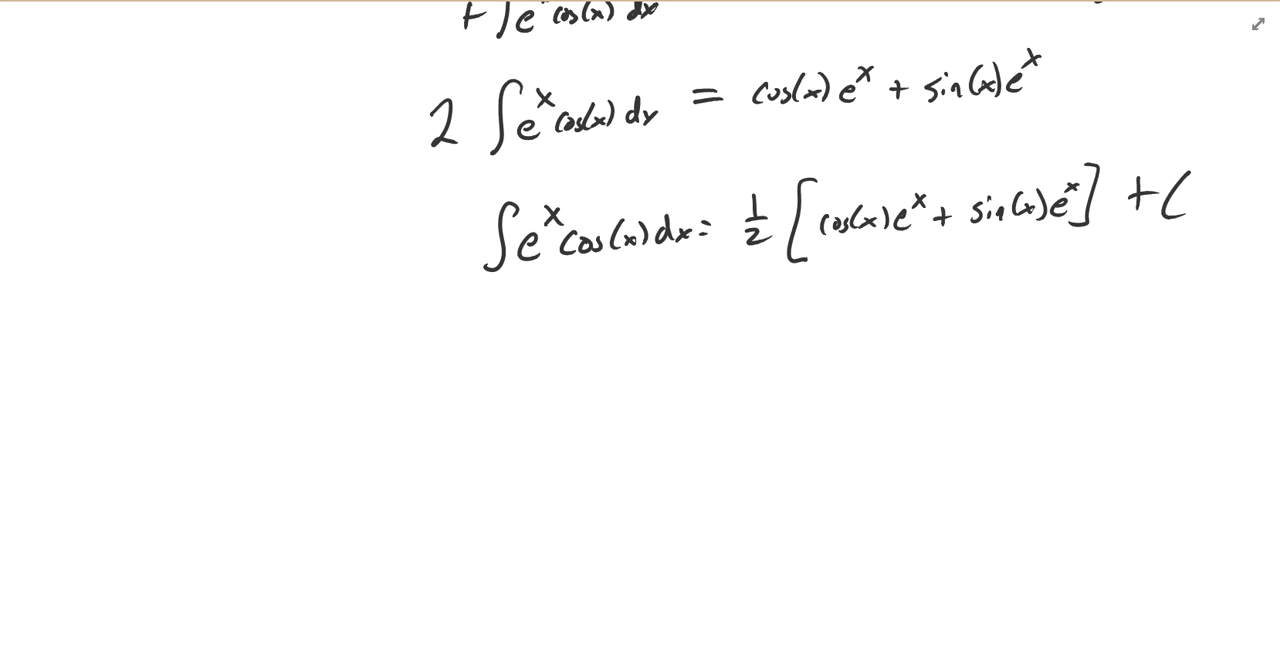 + ∫e^x cos(x) dx
2 ∫e^x cos(x) dx = cos(x) e^x + sin(x) e^x
∫e^x cos(x) dx = 1/2 [cos(x) e^x + sin(x) e^x] + C